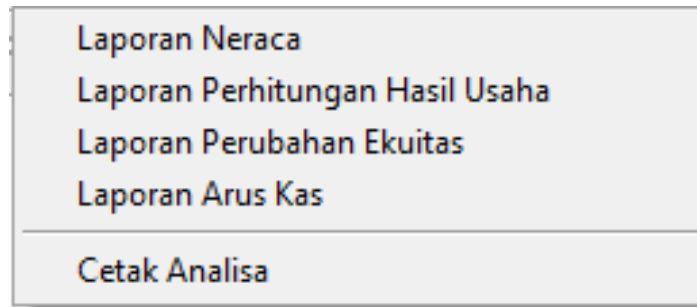 Laporan Neraca
Laporan Perhitungan Hasil Usaha
Laporan Perubahan Ekuitas
Laporan Arus Kas
Cetak Analisa